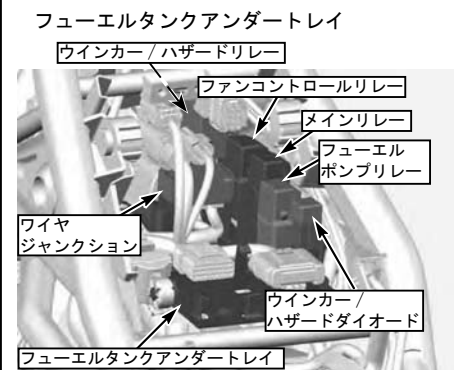 フューエルタンクアンダートレイ
ウインカー/ハザードリレー
ファンコントロールリレー
メインリレー
フューエル
ポンプリレー
ワイヤ
ジャンクション
ウインカー/
ハザードダイオード
フューエルタンクアンダートレイ